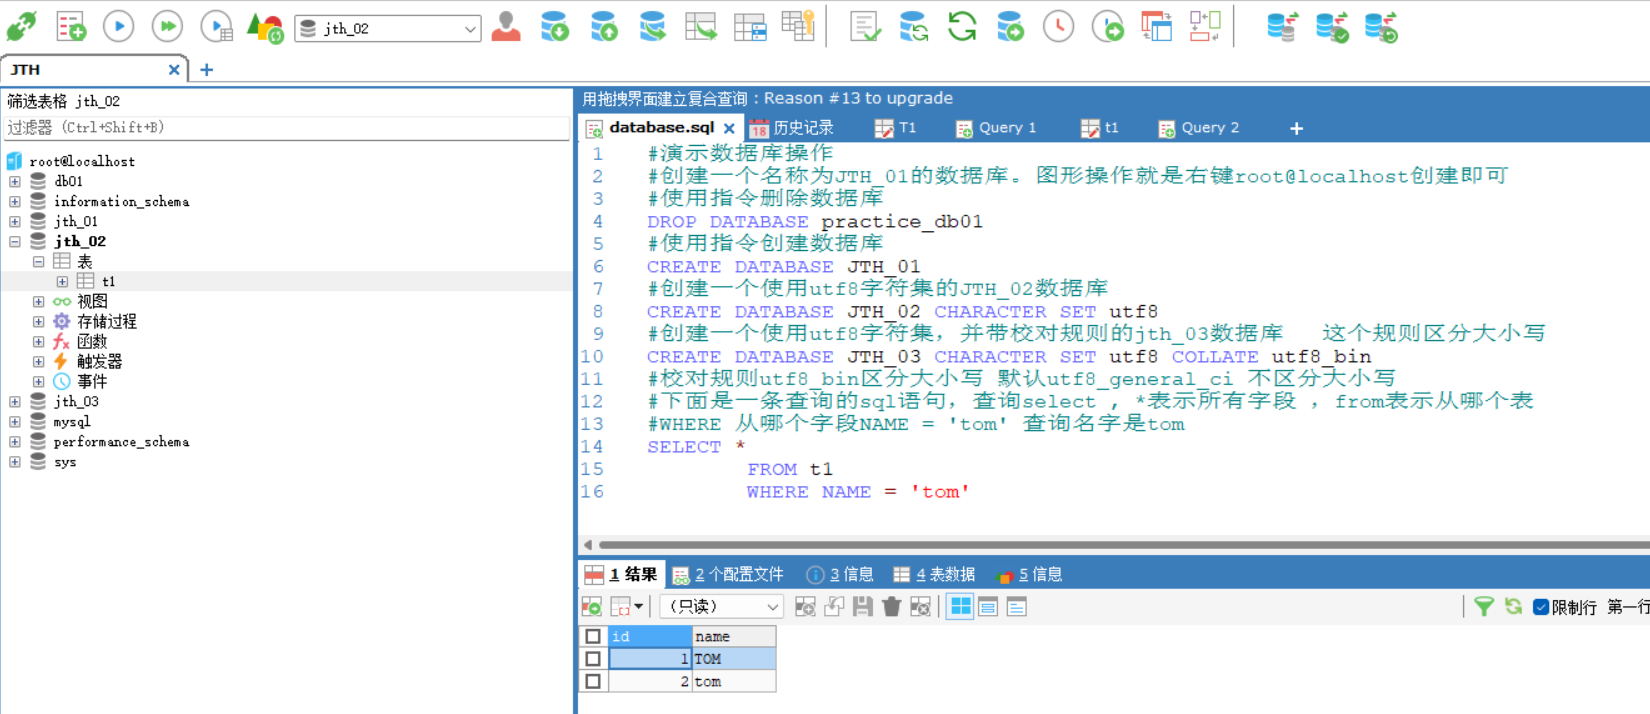 jth_02
JTH
筛选表格 jth_02
过滤器 (Ctrl+Shift+B)
root@localhost
db01
information_schema
jth_01
jth_02
表
t1
视图
存储过程
函数
触发器
事件
jth_03
mysql
performance_schema
sys
用拖拽界面建立复合查询 : Reason #13 to upgrade
database.sql 历史记录 T1 Query 1 t1 Query 2
1 #演示数据库操作
2 #创建一个名称为JTH_01的数据库。图形操作就是右键root@localhost创建即可
3 #使用指令删除数据库
4 DROP DATABASE practice_db01
5 #使用指令创建数据库
6 CREATE DATABASE JTH_01
7 #创建一个使用utf8字符集的JTH_02数据库
8 CREATE DATABASE JTH_02 CHARACTER SET utf8
9 #创建一个使用utf8字符集，并带校对规则的jth_03数据库 这个规则区分大小写
10 CREATE DATABASE JTH_03 CHARACTER SET utf8 COLLATE utf8_bin
11 #校对规则utf8_bin区分大小写 默认utf8_general_ci 不区分大小写
12 #下面是一条查询的sql语句，查询select , *表示所有字段 , from表示从哪个表
13 #WHERE 从哪个字段NAME = 'tom' 查询名字是tom
14 SELECT *
15 FROM t1
16 WHERE NAME = 'tom'
1 结果 2 个配置文件 3 信息 4 表数据 5 信息
(只读) 限制行 第一行
id name
1 TOM
2 tom